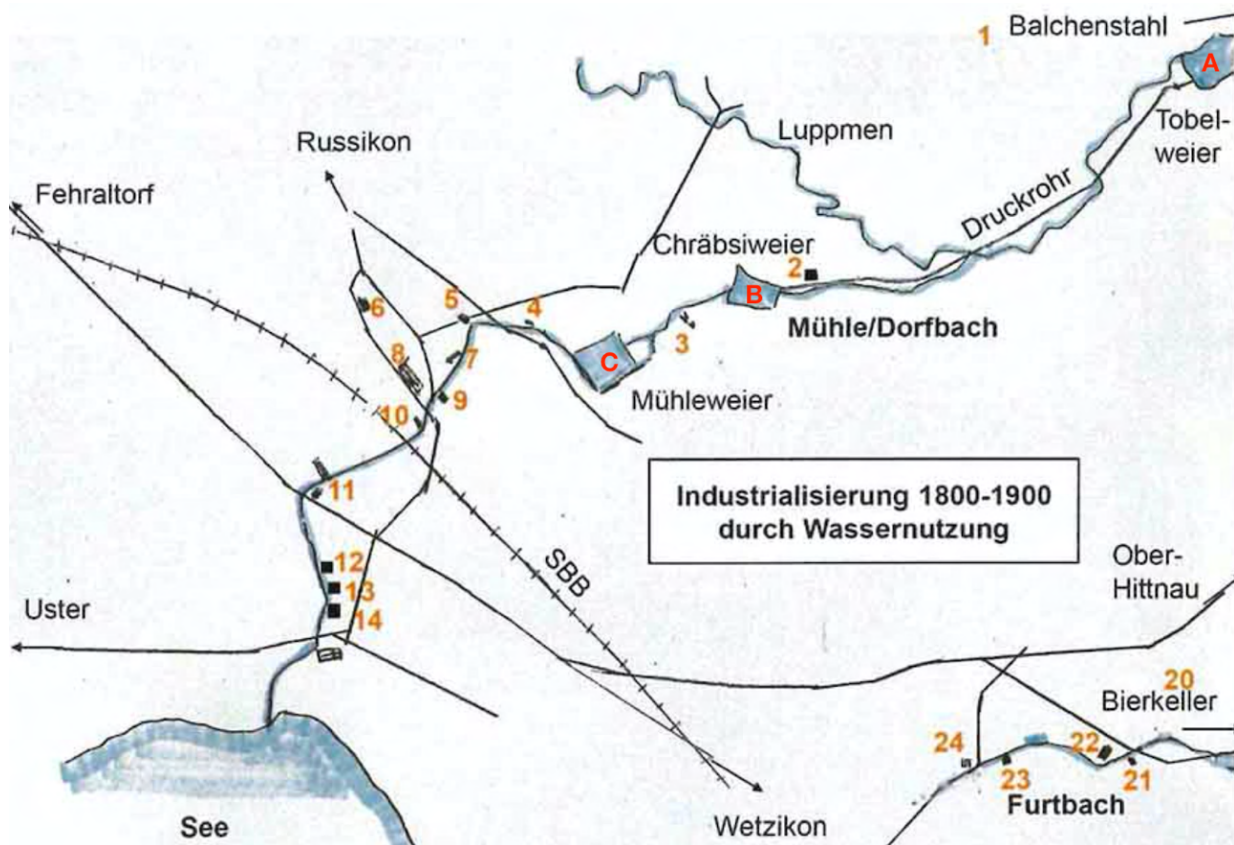 1
Balchenstahl
A
Tobel-
weier
Luppmen
Russikon
Druckrohr
Fehraltorf
Chräbsiweier
2
B
Mühle/Dorfbach
6
5
4
3
C
8
7
Mühleweier
9
10
11
Industrialisierung 1800-1900
durch Wassernutzung
SBB
12
13
14
Uster
Ober-
Hittnau
20
Bierkeller
24
22
23
21
Furtbach
See
Wetzikon